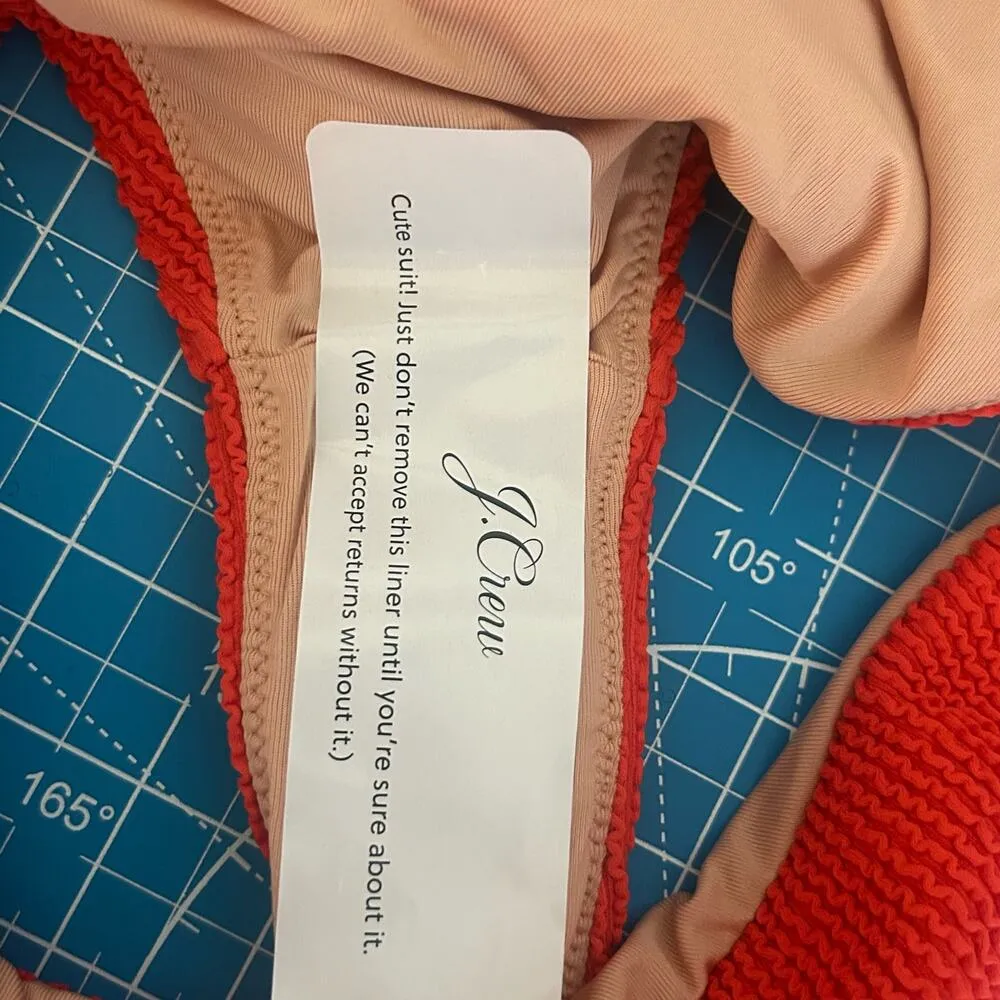 J.Crew
Cute suit! Just don't remove this liner until you're sure about it.
(We can't accept returns without it.)
105°
165°